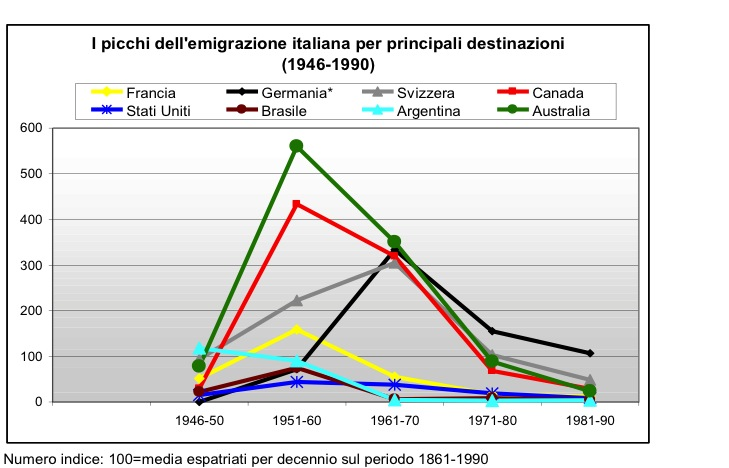 I picchi dell'emigrazione italiana per principali destinazioni
(1946-1990)
Francia Germania* Svizzera Canada
Stati Uniti Brasile Argentina Australia
600
500
400
300
200
100
0
1946-50 1951-60 1961-70 1971-80 1981-90
Numero indice: 100=media espatriati per decennio sul periodo 1861-1990